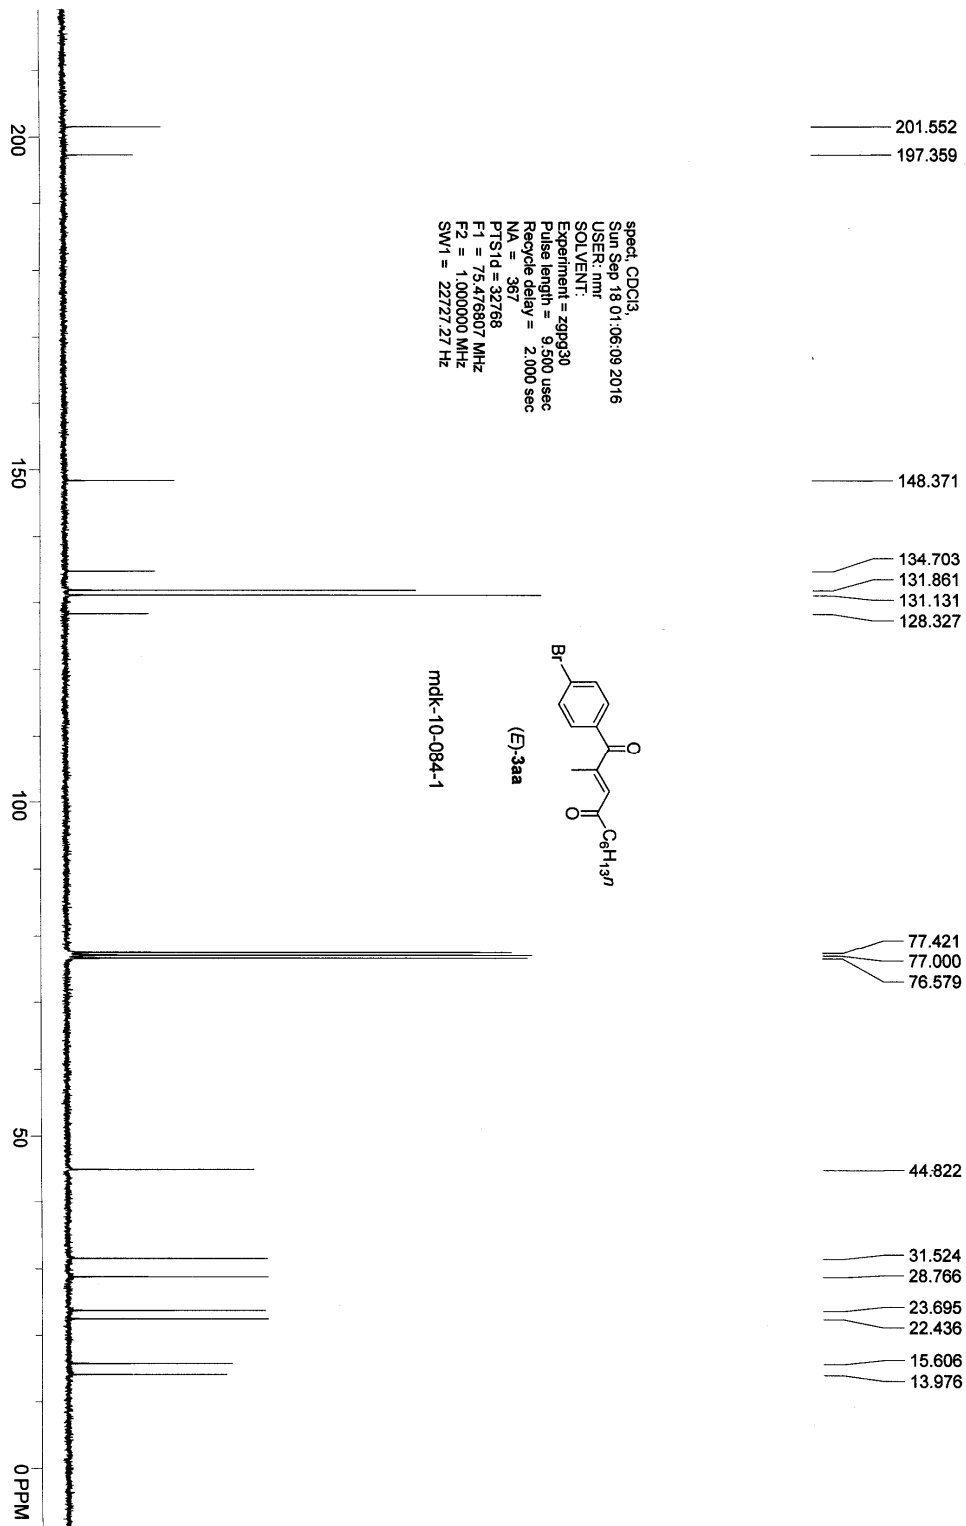 201.552
197.359
148.371
134.703
131.861
131.131
128.327
77.421
77.000
76.579
44.822
31.524
28.766
23.695
22.436
15.606
13.976
spect, CDCl3,
Sun Sep 18 01:06:09 2016
USER: nmr
SOLVENT:
Experiment = zgpg30
Pulse length = 9.500 usec
Recycle delay = 2.000 sec
NA = 367
PTS1d = 32768
F1 = 75.476807 MHz
F2 = 1.000000 MHz
SW1 = 22727.27 Hz
Br
O
O
C6H13n
(E)-3aa
mdk-10-084-1
200
150
100
50
0 PPM